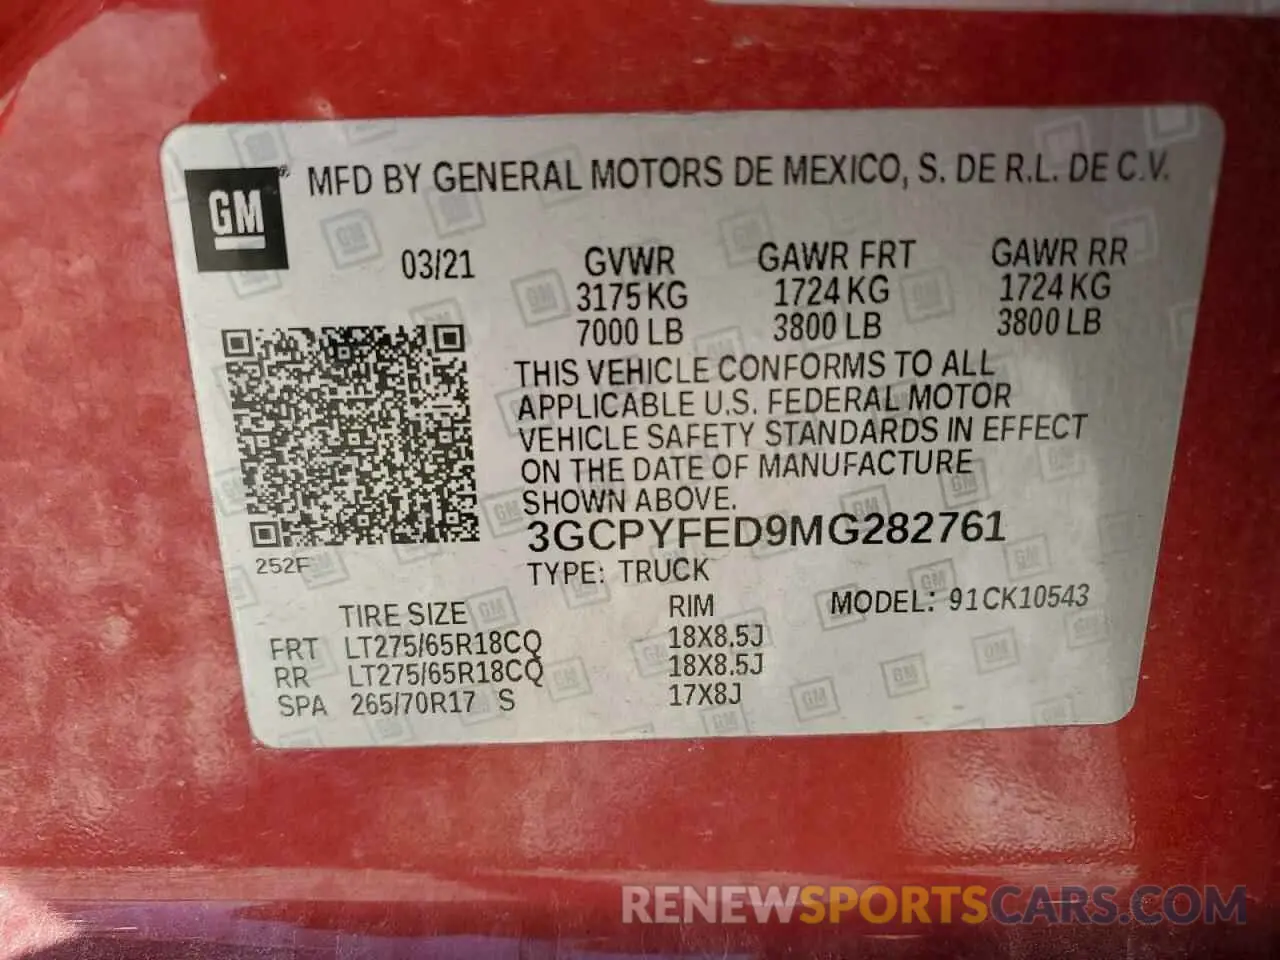 GM® MFD BY GENERAL MOTORS DE MEXICO, S. DE R.L. DE C.V.
03/21 GVWR GAWR FRT GAWR RR
3175 KG 1724 KG 1724 KG
7000 LB 3800 LB 3800 LB
THIS VEHICLE CONFORMS TO ALL
APPLICABLE U.S. FEDERAL MOTOR
VEHICLE SAFETY STANDARDS IN EFFECT
ON THE DATE OF MANUFACTURE
SHOWN ABOVE.
3GCPYFED9MG282761
252F
TYPE: TRUCK
TIRE SIZE RIM MODEL: 91CK10543
FRT LT275/65R18CQ 18X8.5J
RR LT275/65R18CQ 18X8.5J
SPA 265/70R17 S 17X8J
RENEWSPORTSCARS.COM